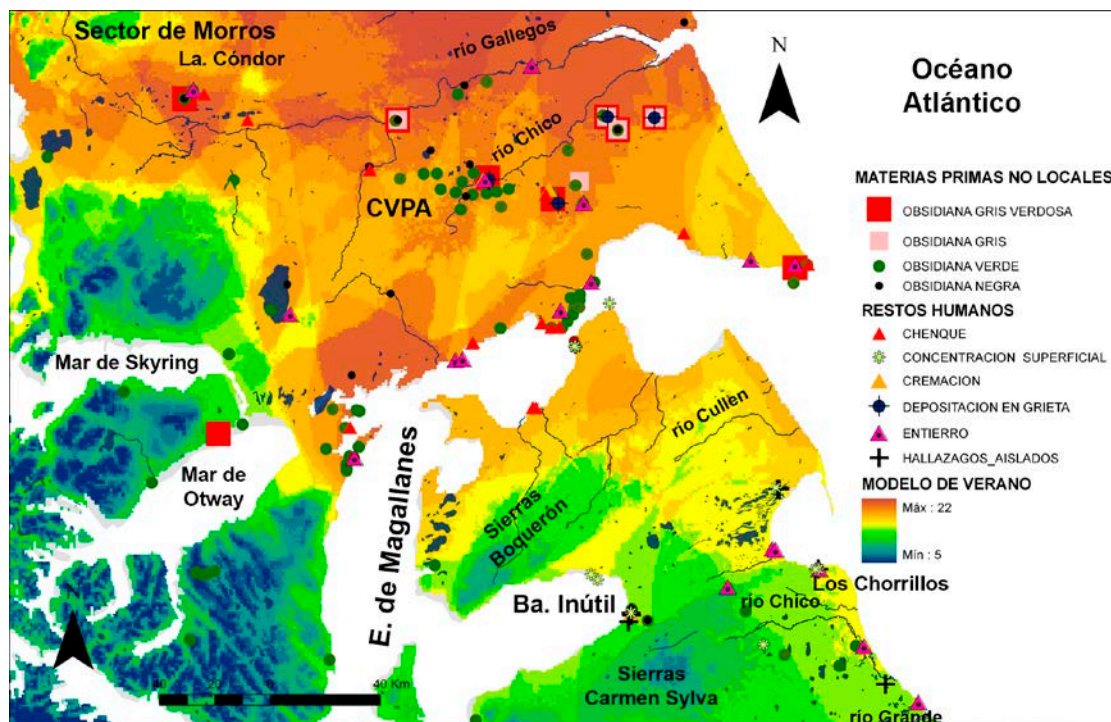 Sector de Morros
La. Cóndor
río Gallegos
N
Océano
Atlántico
río Chico
CVPA
MATERIAS PRIMAS NO LOCALES
OBSIDIANA GRIS VERDOSA
OBSIDIANA GRIS
OBSIDIANA VERDE
OBSIDIANA NEGRA
RESTOS HUMANOS
CHENQUE
CONCENTRACION SUPERFICIAL
CREMACION
DEPOSITACION EN GRIETA
ENTIERRO
HALLAZAGOS_AISLADOS
MODELO DE VERANO
Máx : 22
Mín : 5
Mar de Skyring
Mar de
Otway
E. de Magallanes
río Cullen
Sierras
Boquerón
Ba. Inútil
Los Chorrillos
río Chico
Sierras
Carmen Sylva
río Grande
N
20
0
40 Km